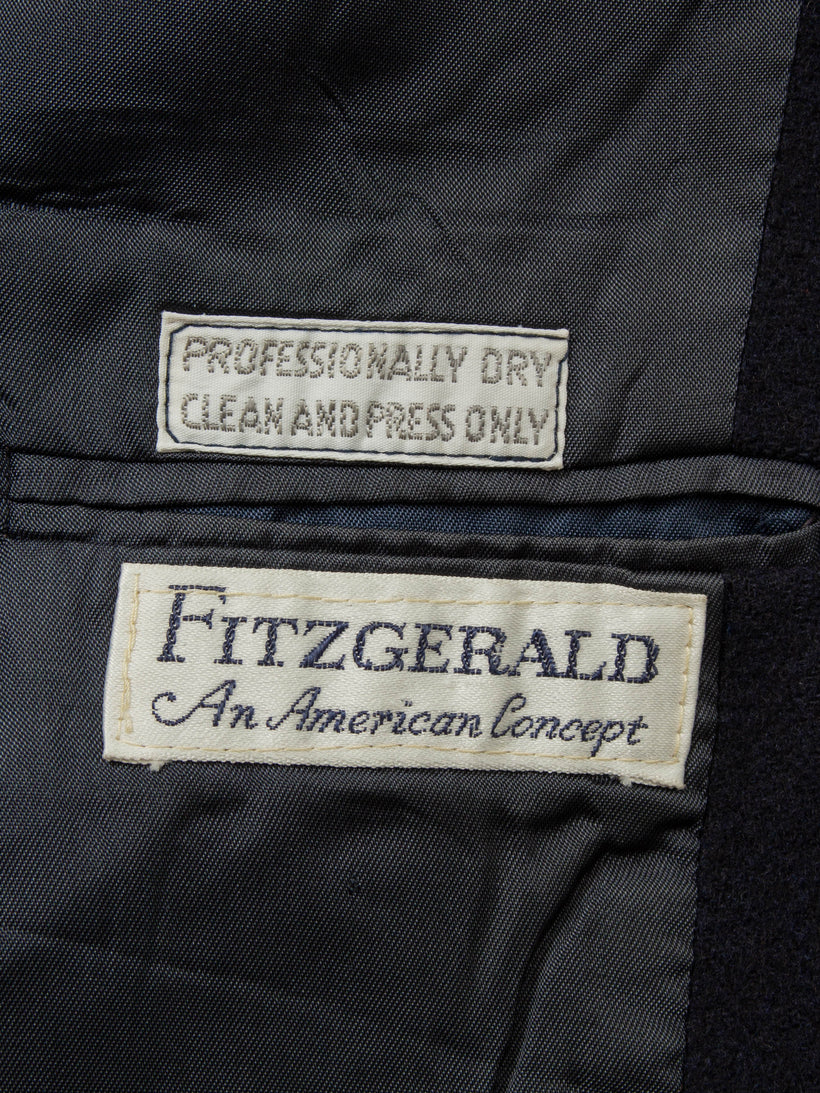 PROFESSIONALLY DRY
CLEAN AND PRESS ONLY
FITZGERALD
An American Concept